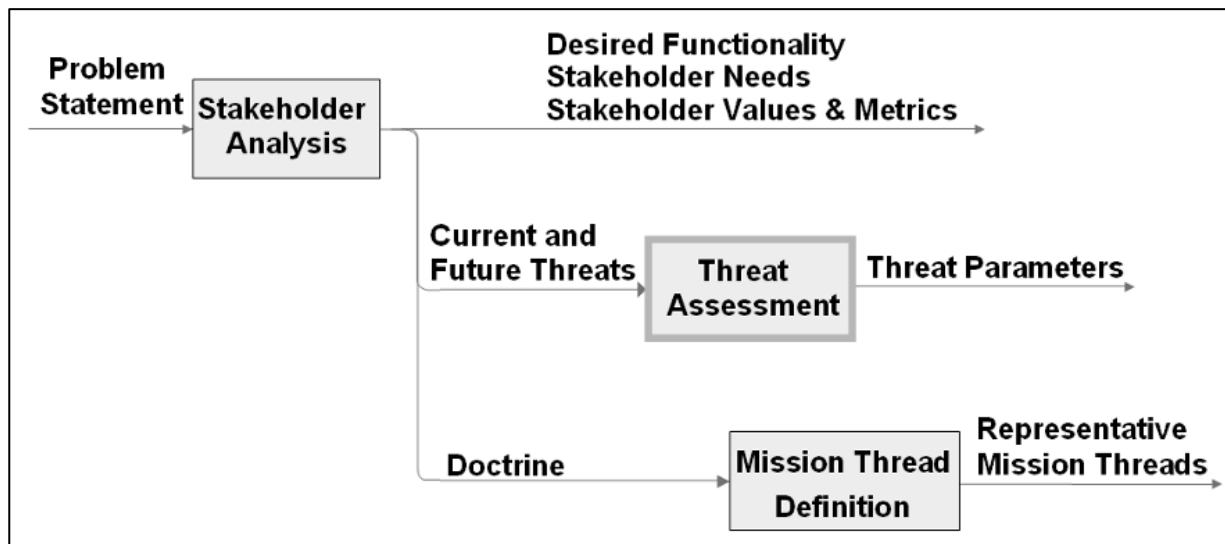 Problem
Statement
Stakeholder
Analysis
Desired Functionality
Stakeholder Needs
Stakeholder Values & Metrics
Current and
Future Threats
Threat
Assessment
Threat Parameters
Doctrine
Mission Thread
Definition
Representative
Mission Threads